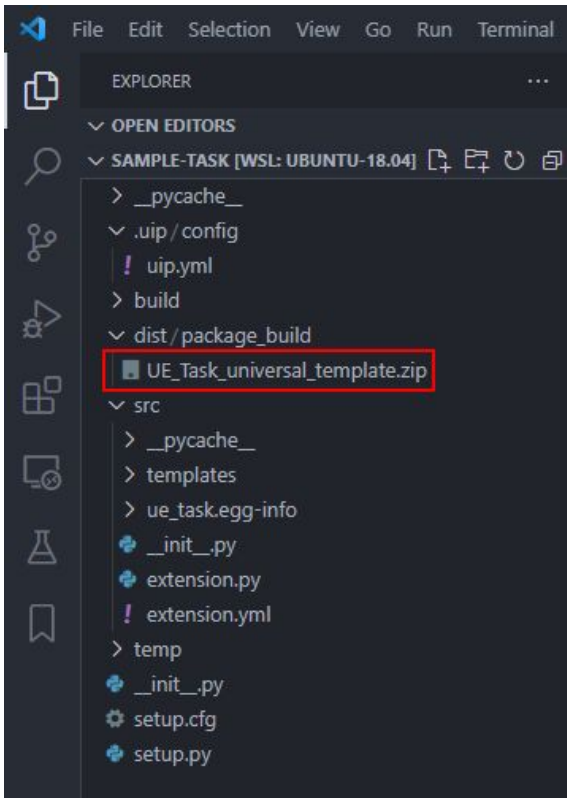 File Edit Selection View Go Run Terminal
EXPLORER
OPEN EDITORS
SAMPLE-TASK [WSL: UBUNTU-18.04]
__pycache__
.uip / config
! uip.yml
build
dist / package_build
UE_Task_universal_template.zip
src
__pycache__
templates
ue_task.egg-info
__init__.py
extension.py
! extension.yml
temp
__init__.py
setup.cfg
setup.py